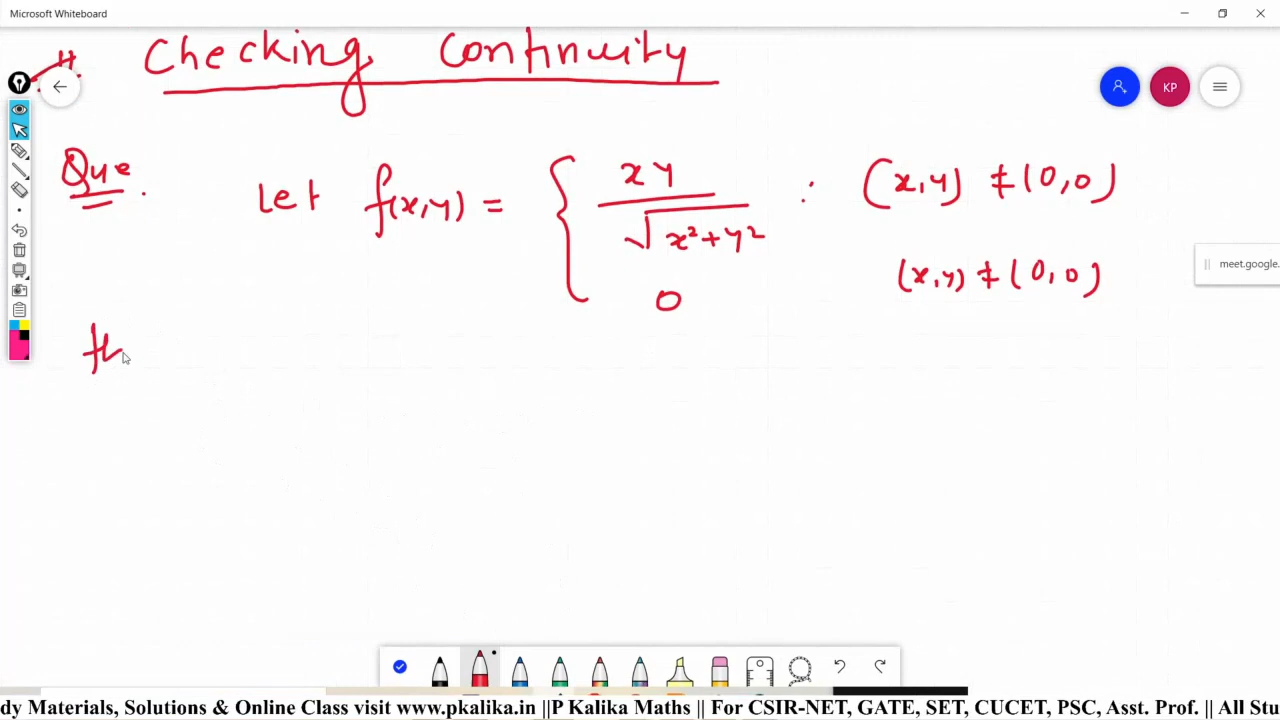 Microsoft Whiteboard
Checking Continuity
KP
Que. Let f(x,y) = { xy / √x²+y² : (x,y) ≠ (0,0)
0 (x,y) ≠ (0,0)
meet.google.
th
dy Materials, Solutions & Online Class visit www.pkalika.in ||P Kalika Maths || For CSIR-NET, GATE, SET, CUCET, PSC, Asst. Prof. || All Stu